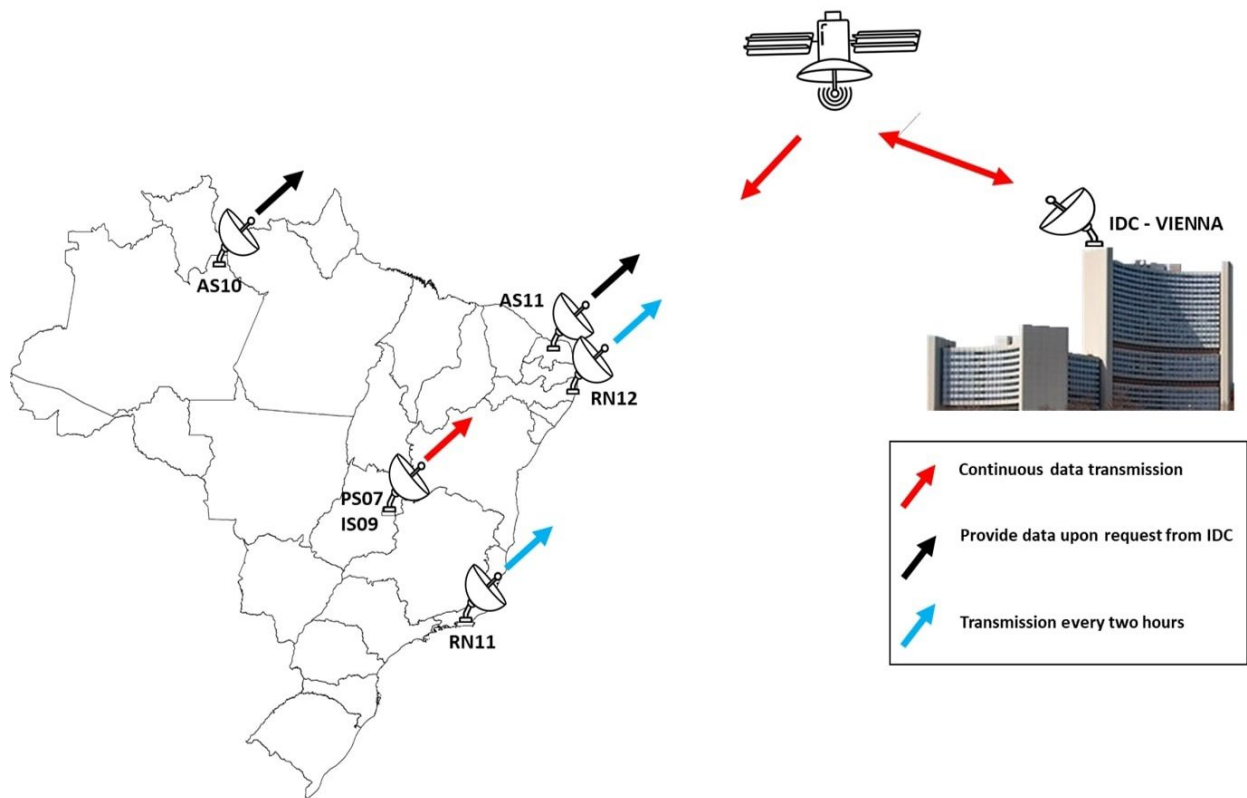 IDC - VIENNA
AS10
AS11
RN12
PS07
IS09
RN11
Continuous data transmission
Provide data upon request from IDC
Transmission every two hours